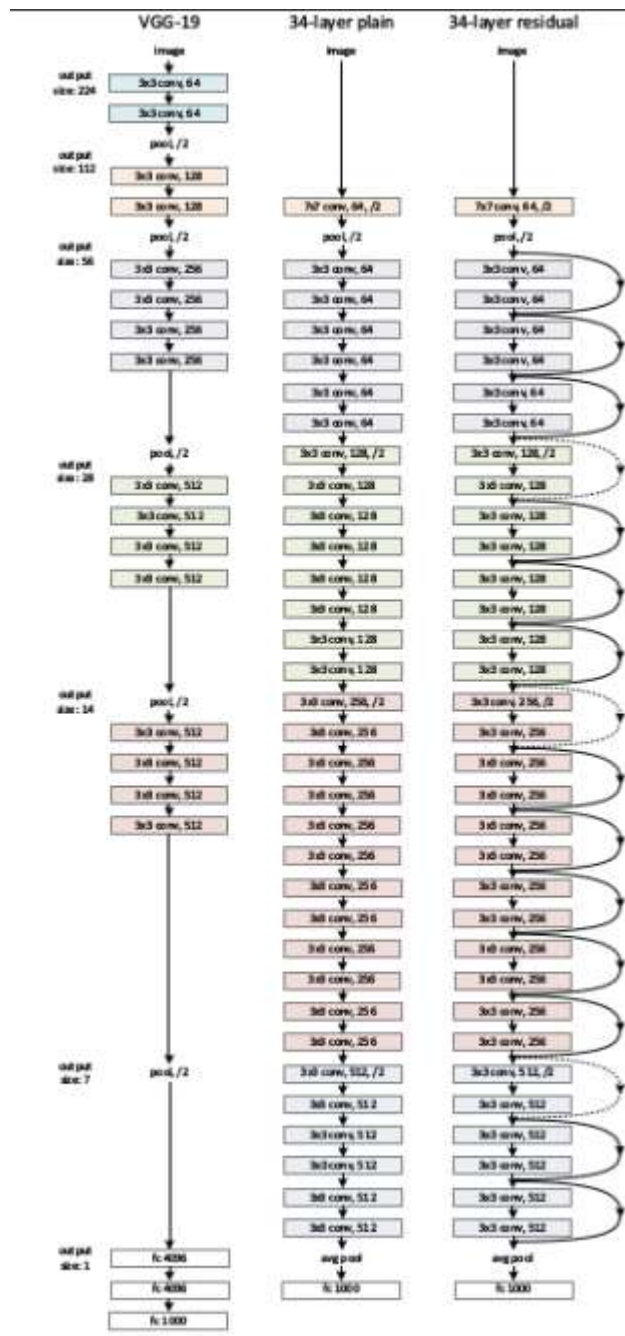 VGG-19
image
output
size: 224
3x3 conv, 64
3x3 conv, 64
pool, /2
output
size: 112
3x3 conv, 128
3x3 conv, 128
pool, /2
output
size: 56
3x3 conv, 256
3x3 conv, 256
3x3 conv, 256
3x3 conv, 256
pool, /2
output
size: 28
3x3 conv, 512
3x3 conv, 512
3x3 conv, 512
3x3 conv, 512
pool, /2
output
size: 14
3x3 conv, 512
3x3 conv, 512
3x3 conv, 512
3x3 conv, 512
output
size: 7
pool, /2
output
size: 1
fc 4096
fc 4096
fc 1000
34-layer plain
image
7x7 conv, 64, /2
pool, /2
3x3 conv, 64
3x3 conv, 64
3x3 conv, 64
3x3 conv, 64
3x3 conv, 64
3x3 conv, 64
3x3 conv, 128, /2
3x3 conv, 128
3x3 conv, 128
3x3 conv, 128
3x3 conv, 128
3x3 conv, 128
3x3 conv, 128
3x3 conv, 128
3x3 conv, 256, /2
3x3 conv, 256
3x3 conv, 256
3x3 conv, 256
3x3 conv, 256
3x3 conv, 256
3x3 conv, 256
3x3 conv, 256
3x3 conv, 256
3x3 conv, 256
3x3 conv, 256
3x3 conv, 256
3x3 conv, 512, /2
3x3 conv, 512
3x3 conv, 512
3x3 conv, 512
3x3 conv, 512
3x3 conv, 512
avg pool
fc 1000
34-layer residual
image
7x7 conv, 64, /2
pool, /2
3x3 conv, 64
3x3 conv, 64
3x3 conv, 64
3x3 conv, 64
3x3 conv, 64
3x3 conv, 64
3x3 conv, 128, /2
3x3 conv, 128
3x3 conv, 128
3x3 conv, 128
3x3 conv, 128
3x3 conv, 128
3x3 conv, 128
3x3 conv, 128
3x3 conv, 256, /2
3x3 conv, 256
3x3 conv, 256
3x3 conv, 256
3x3 conv, 256
3x3 conv, 256
3x3 conv, 256
3x3 conv, 256
3x3 conv, 256
3x3 conv, 256
3x3 conv, 256
3x3 conv, 256
3x3 conv, 512, /2
3x3 conv, 512
3x3 conv, 512
3x3 conv, 512
3x3 conv, 512
3x3 conv, 512
avg pool
fc 1000